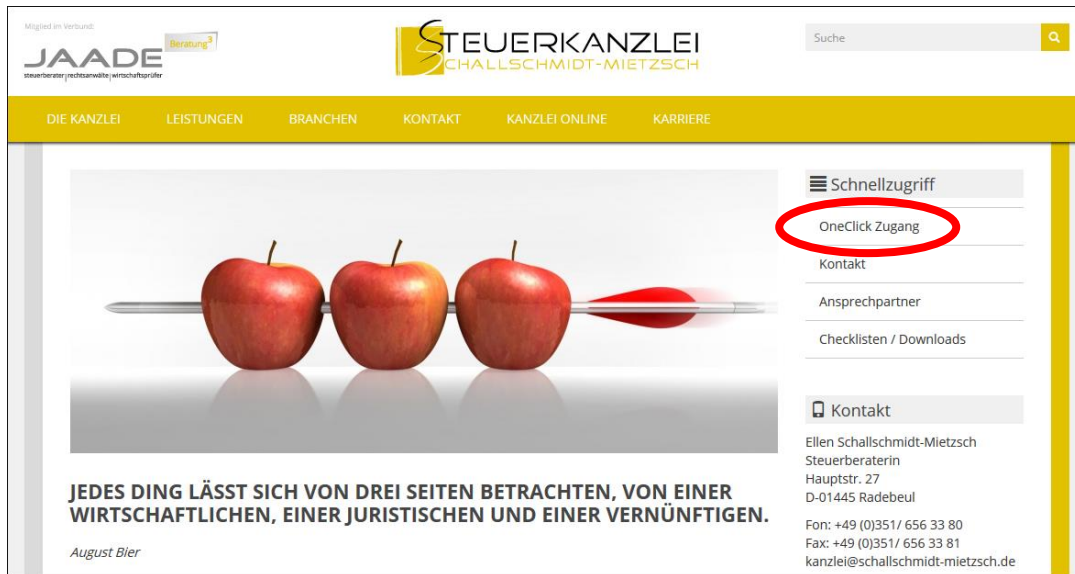 Mitglied im Verbund:
JAADE Beratung³
steuerberater|rechtsanwälte|wirtschaftsprüfer
STEUERKANZLEI
SCHALLSCHMIDT-MIETZSCH
Suche
DIE KANZLEI LEISTUNGEN BRANCHEN KONTAKT KANZLEI ONLINE KARRIERE
Schnellzugriff
OneClick Zugang
Kontakt
Ansprechpartner
Checklisten / Downloads
Kontakt
Ellen Schallschmidt-Mietzsch
Steuerberaterin
Hauptstr. 27
D-01445 Radebeul
Fon: +49 (0)351/ 656 33 80
Fax: +49 (0)351/ 656 33 81
kanzlei@schallschmidt-mietzsch.de
JEDES DING LÄSST SICH VON DREI SEITEN BETRACHTEN, VON EINER
WIRTSCHAFTLICHEN, EINER JURISTISCHEN UND EINER VERNÜNFTIGEN.
August Bier